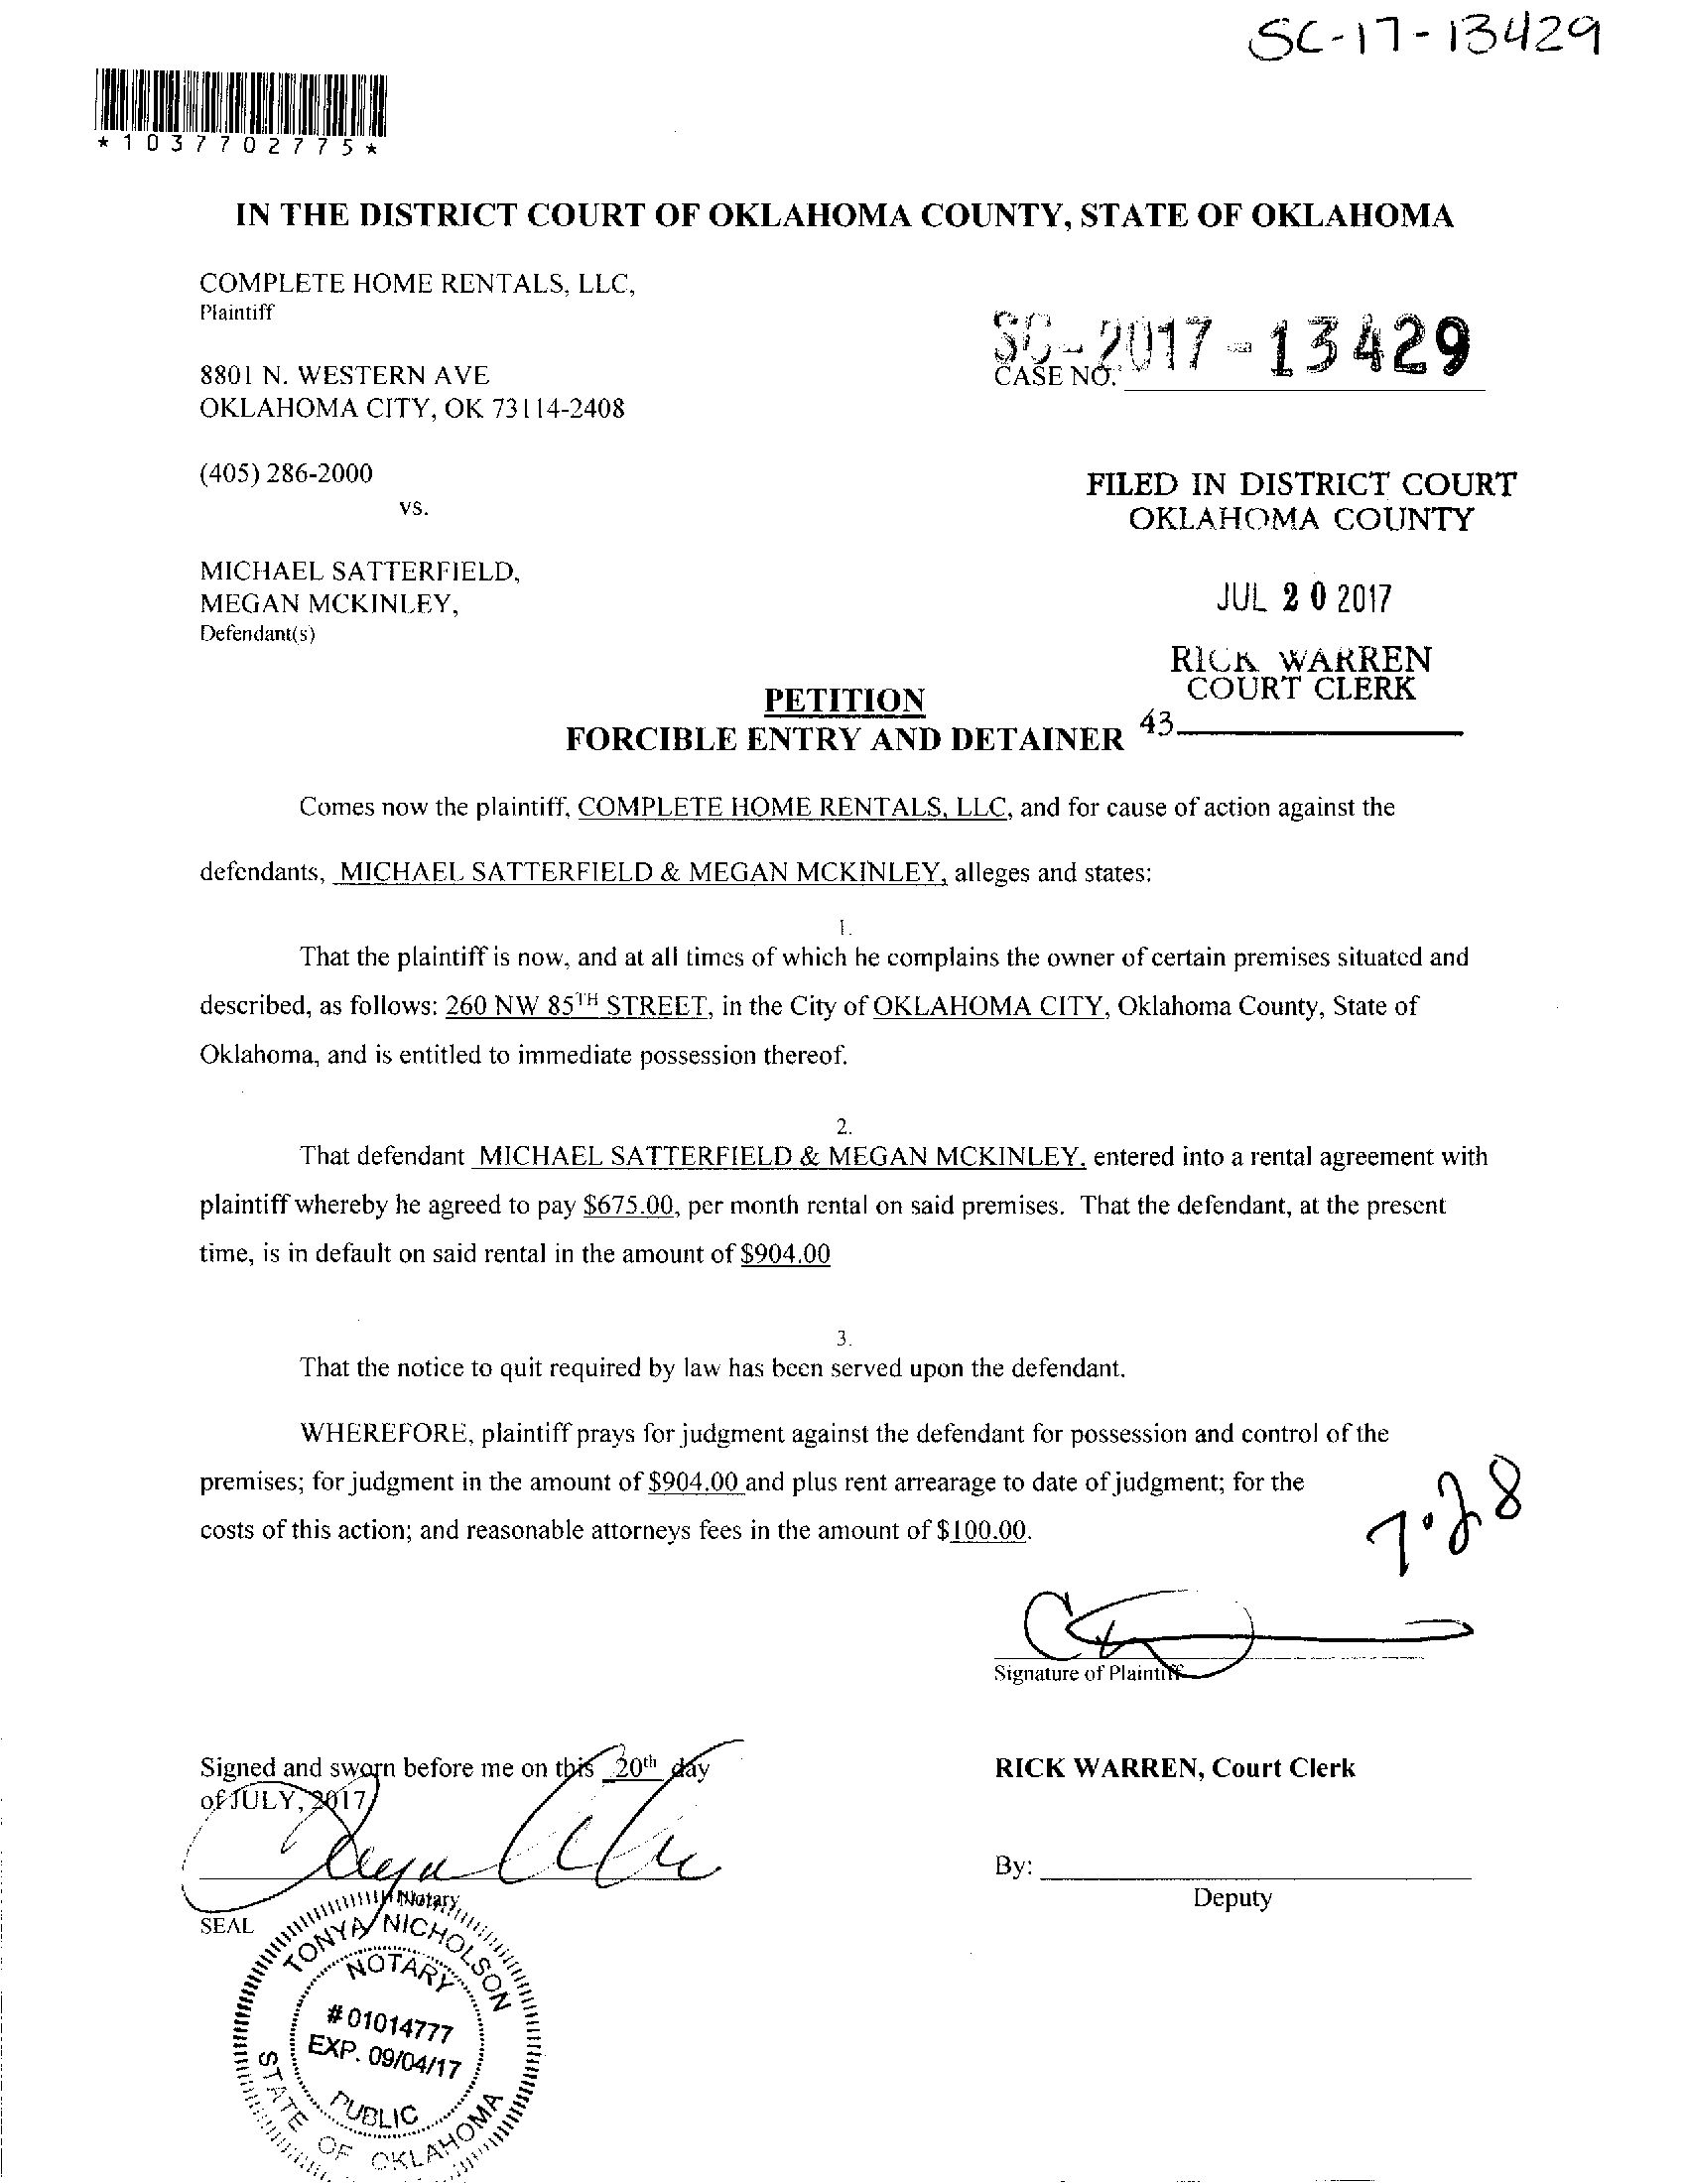 SC-17-13429
*1037702775*
IN THE DISTRICT COURT OF OKLAHOMA COUNTY, STATE OF OKLAHOMA
COMPLETE HOME RENTALS, LLC,
Plaintiff
SC-2017-13429
CASE NO.
8801 N. WESTERN AVE
OKLAHOMA CITY, OK 73114-2408
(405) 286-2000
vs.
FILED IN DISTRICT COURT
OKLAHOMA COUNTY
MICHAEL SATTERFIELD,
MEGAN MCKINLEY,
Defendant(s)
JUL 20 2017
RICK WARREN
COURT CLERK
43
PETITION
FORCIBLE ENTRY AND DETAINER
Comes now the plaintiff, COMPLETE HOME RENTALS, LLC, and for cause of action against the
defendants, MICHAEL SATTERFIELD & MEGAN MCKINLEY, alleges and states:
1.
That the plaintiff is now, and at all times of which he complains the owner of certain premises situated and
described, as follows: 260 NW 85TH STREET, in the City of OKLAHOMA CITY, Oklahoma County, State of
Oklahoma, and is entitled to immediate possession thereof.
2.
That defendant MICHAEL SATTERFIELD & MEGAN MCKINLEY, entered into a rental agreement with
plaintiff whereby he agreed to pay $675.00, per month rental on said premises. That the defendant, at the present
time, is in default on said rental in the amount of $904.00
3.
That the notice to quit required by law has been served upon the defendant.
WHEREFORE, plaintiff prays for judgment against the defendant for possession and control of the
premises; for judgment in the amount of $904.00 and plus rent arrearage to date of judgment; for the
costs of this action; and reasonable attorneys fees in the amount of $100.00.
Signature of Plaintiff
Signed and sworn before me on this 20th day
of JULY, 2017
RICK WARREN, Court Clerk
By:
Deputy
Notary
SEAL
TONYA NICHOLSON
NOTARY
#01014777
EXP. 09/04/17
PUBLIC
STATE OF OKLAHOMA